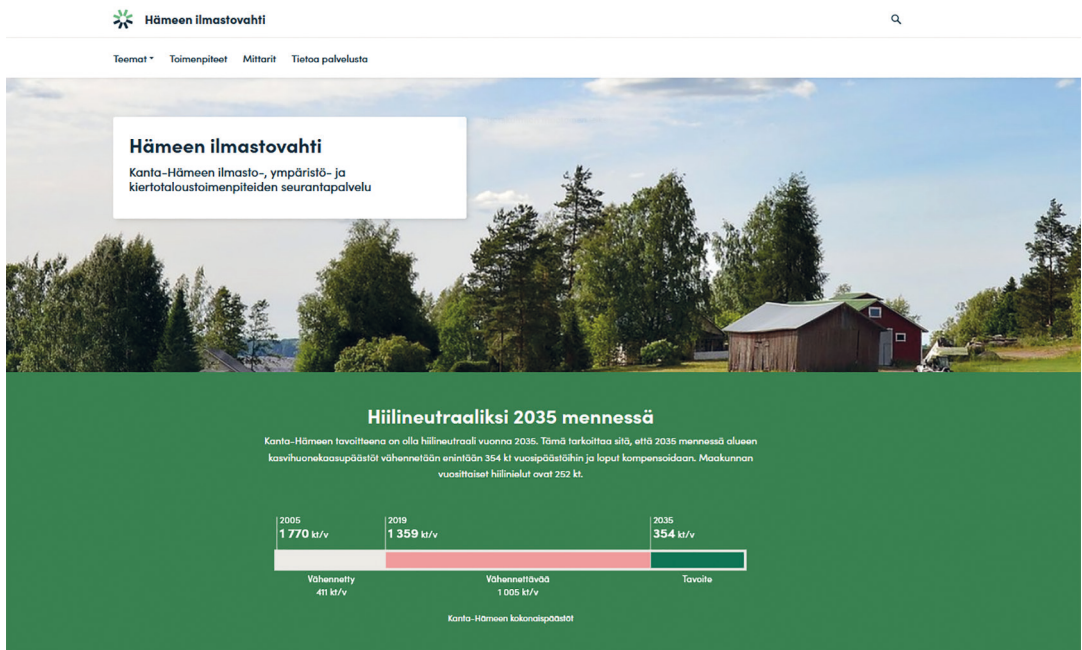 Hämeen ilmastovahti
Teemat Toimenpiteet Mittarit Tietoa palvelusta
Hämeen ilmastovahti
Kanta-Hämeen ilmasto-, ympäristö- ja
kiertotaloustoimenpiteiden seurantapalvelu
Hiilineutraaliksi 2035 mennessä
Kanta-Hämeen tavoitteena on olla hiilineutraali vuonna 2035. Tämä tarkoittaa sitä, että 2035 mennessä alueen
kasvihuonekaasupäästöt vähennetään enintään 354 kt vuosipäästöihin ja loput kompensoidaan. Maakunnan
vuosittaiset hiilinielut ovat 252 kt.
2005 2019 2035
1 770 kt/v 1 359 kt/v 354 kt/v
Vähennetty Vähennettävää Tavoite
411 kt/v 1 005 kt/v
Kanta-Hämeen kokonaispäästöt